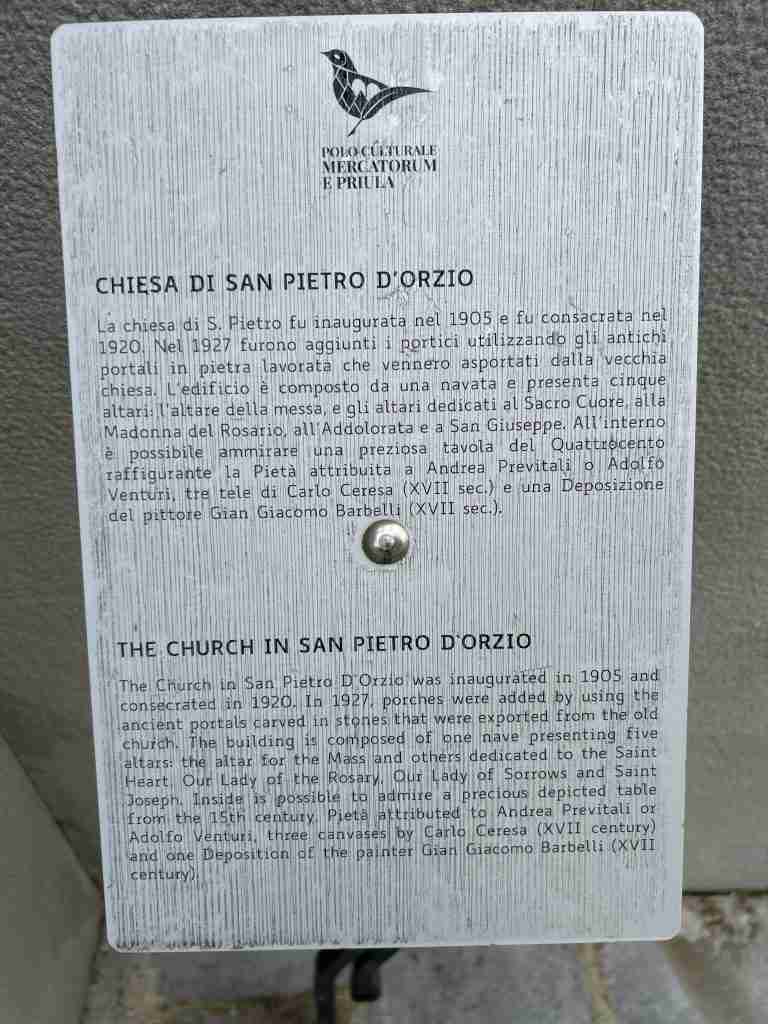 POLO CULTURALE
MERCATORUM
E PRIULA
CHIESA DI SAN PIETRO D'ORZIO
La chiesa di S. Pietro fu inaugurata nel 1905 e fu consacrata nel
1920. Nel 1927 furono aggiunti i portici utilizzando gli antichi
portali in pietra lavorata che vennero asportati dalla vecchia
chiesa. L'edificio è composto da una navata e presenta cinque
altari: l'altare della messa, e gli altari dedicati al Sacro Cuore, alla
Madonna del Rosario, all'Addolorata e a San Giuseppe. All'interno
è possibile ammirare una preziosa tavola del Quattrocento
raffigurante la Pietà attribuita a Andrea Previtali o Adolfo
Venturi, tre tele di Carlo Ceresa (XVII sec.) e una Deposizione
del pittore Gian Giacomo Barbelli (XVII sec.).
THE CHURCH IN SAN PIETRO D'ORZIO
The Church in San Pietro D'Orzio was inaugurated in 1905 and
consecrated in 1920. In 1927, porches were added by using the
ancient portals carved in stones that were exported from the old
church. The building is composed of one nave presenting five
altars: the altar for the Mass and others dedicated to the Saint
Heart, Our Lady of the Rosary, Our Lady of Sorrows and Saint
Joseph. Inside is possible to admire a precious depicted table
from the 15th century, Pietà attributed to Andrea Previtali or
Adolfo Venturi, three canvases by Carlo Ceresa (XVII century)
and one Deposition of the painter Gian Giacomo Barbelli (XVII
century).